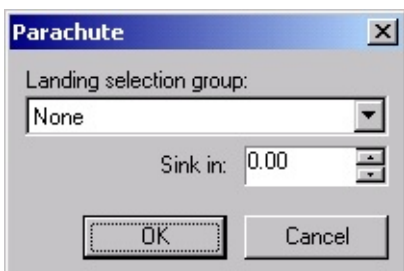 Parachute
Landing selection group:
None
Sink in: 0.00
OK Cancel